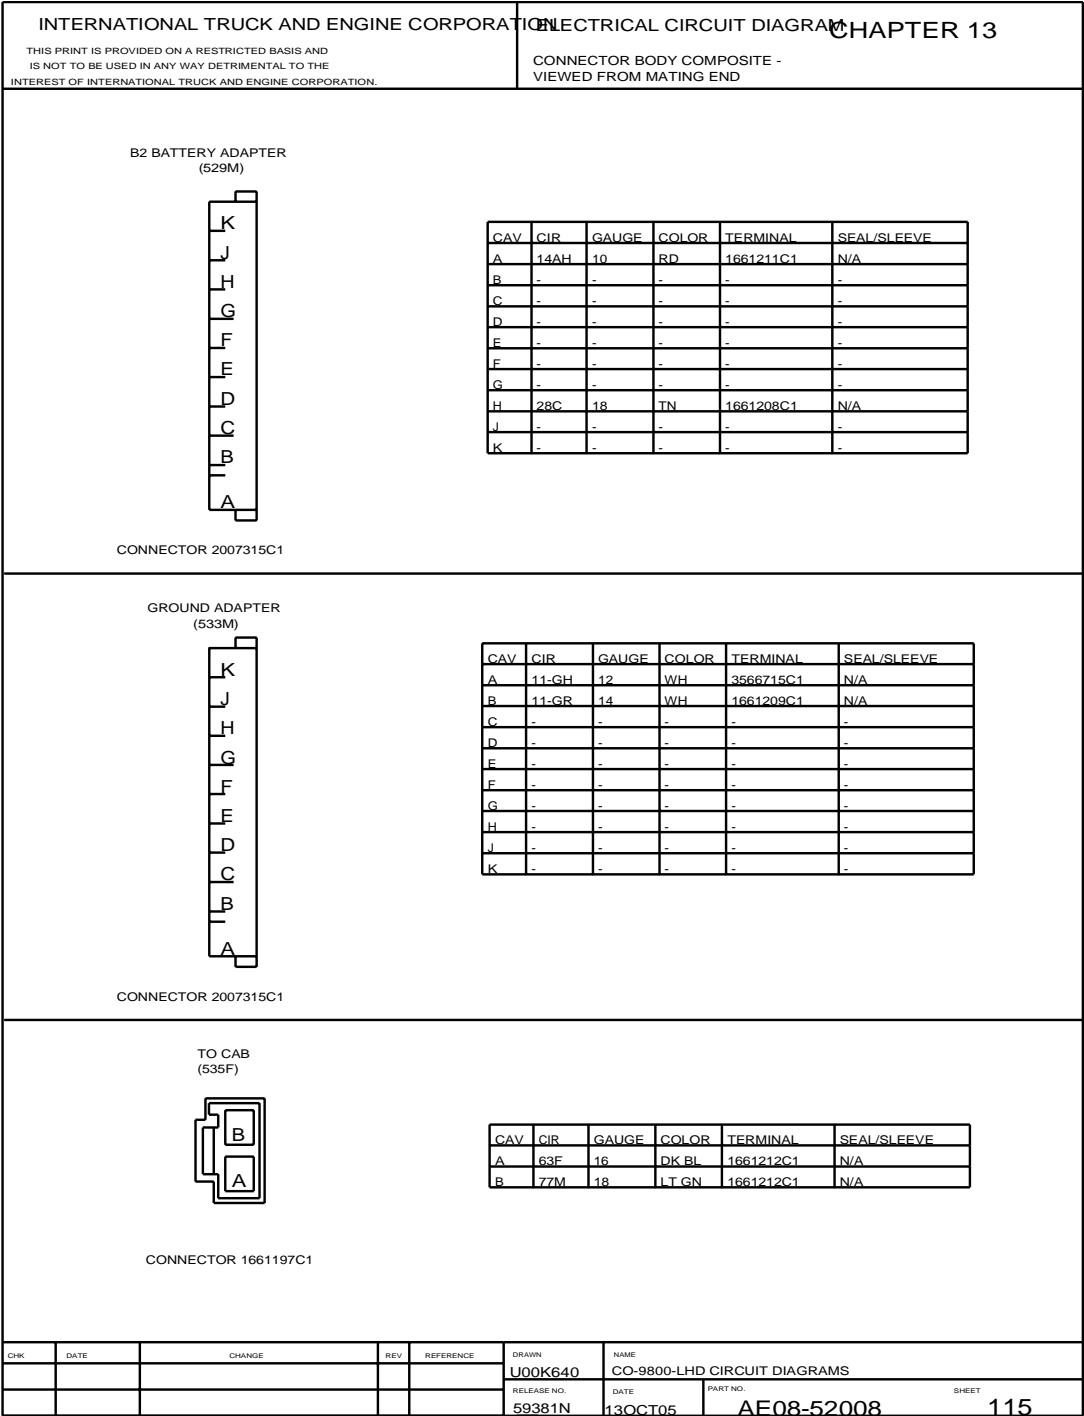 INTERNATIONAL TRUCK AND ENGINE CORPORATION
THIS PRINT IS PROVIDED ON A RESTRICTED BASIS AND
IS NOT TO BE USED IN ANY WAY DETRIMENTAL TO THE
INTEREST OF INTERNATIONAL TRUCK AND ENGINE CORPORATION.
ELECTRICAL CIRCUIT DIAGRAM
CHAPTER 13
CONNECTOR BODY COMPOSITE -
VIEWED FROM MATING END
B2 BATTERY ADAPTER
(529M)
K
J
H
G
F
E
D
C
B
A
CONNECTOR 2007315C1
CAV CIR GAUGE COLOR TERMINAL SEAL/SLEEVE
A 14AH 10 RD 1661211C1 N/A
B - - - - -
C - - - - -
D - - - - -
E - - - - -
F - - - - -
G - - - - -
H 28C 18 TN 1661208C1 N/A
J - - - - -
K - - - - -
GROUND ADAPTER
(533M)
K
J
H
G
F
E
D
C
B
A
CONNECTOR 2007315C1
CAV CIR GAUGE COLOR TERMINAL SEAL/SLEEVE
A 11-GH 12 WH 3566715C1 N/A
B 11-GR 14 WH 1661209C1 N/A
C - - - - -
D - - - - -
E - - - - -
F - - - - -
G - - - - -
H - - - - -
J - - - - -
K - - - - -
TO CAB
(535F)
B
A
CONNECTOR 1661197C1
CAV CIR GAUGE COLOR TERMINAL SEAL/SLEEVE
A 63F 16 DK BL 1661212C1 N/A
B 77M 18 LT GN 1661212C1 N/A
CHK DATE CHANGE REV REFERENCE
DRAWN
U00K640
NAME
CO-9800-LHD CIRCUIT DIAGRAMS
RELEASE NO.
59381N
DATE
13OCT05
PART NO.
AE08-52008
SHEET
115